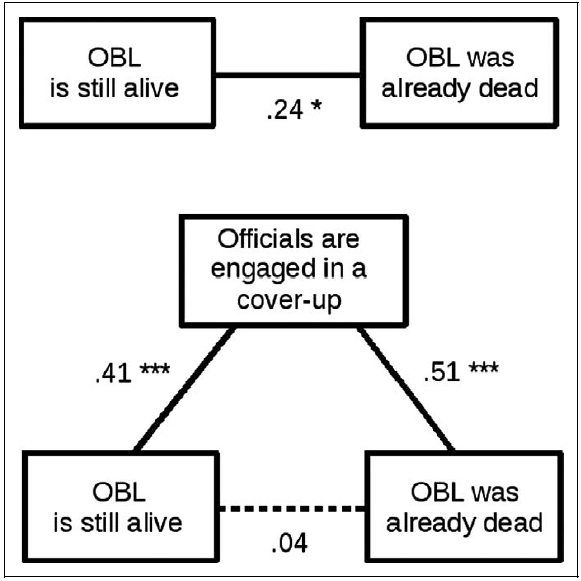 OBL
is still alive
OBL was
already dead
.24 *
Officials are
engaged in a
cover-up
.41 ***
.51 ***
OBL
is still alive
OBL was
already dead
.04